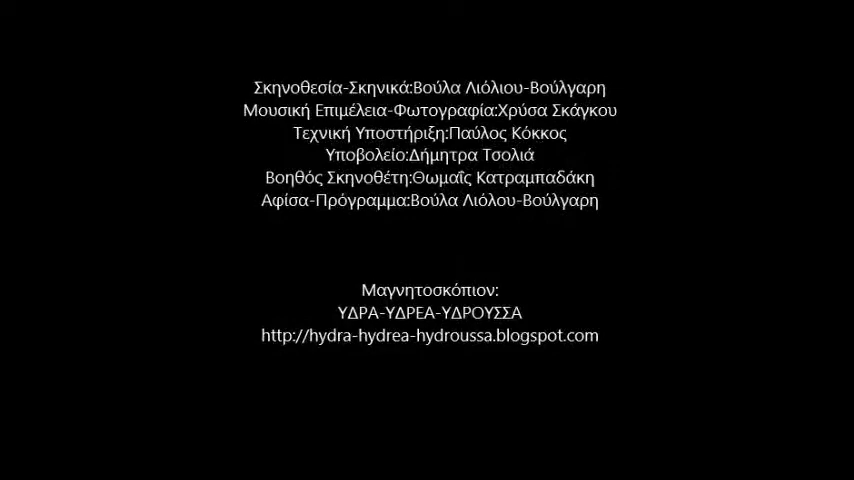 Σκηνοθεσία-Σκηνικά:Βούλα Λιόλιου-Βούλγαρη
Μουσική Επιμέλεια-Φωτογραφία:Χρύσα Σκάγκου
Τεχνική Υποστήριξη:Παύλος Κόκκος
Υποβολείο:Δήμητρα Τσολιά
Βοηθός Σκηνοθέτη:Θωμαΐς Κατραμπαδάκη
Αφίσα-Πρόγραμμα:Βούλα Λιόλου-Βούλγαρη
Μαγνητοσκόπιον:
ΥΔΡΑ-ΥΔΡΕΑ-ΥΔΡΟΥΣΣΑ
http://hydra-hydrea-hydroussa.blogspot.com